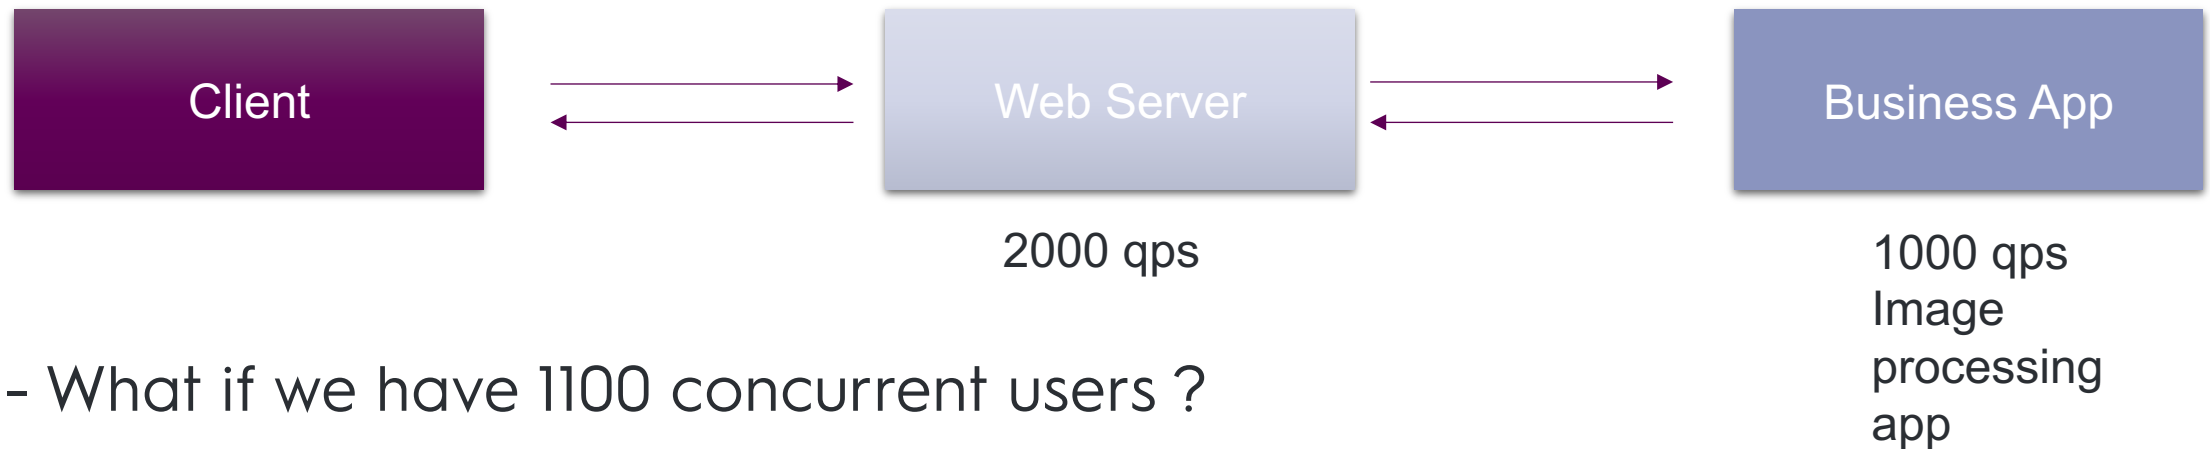 Client
Web Server
Business App
2000 qps
1000 qps
Image
processing
app
- What if we have 1100 concurrent users ?